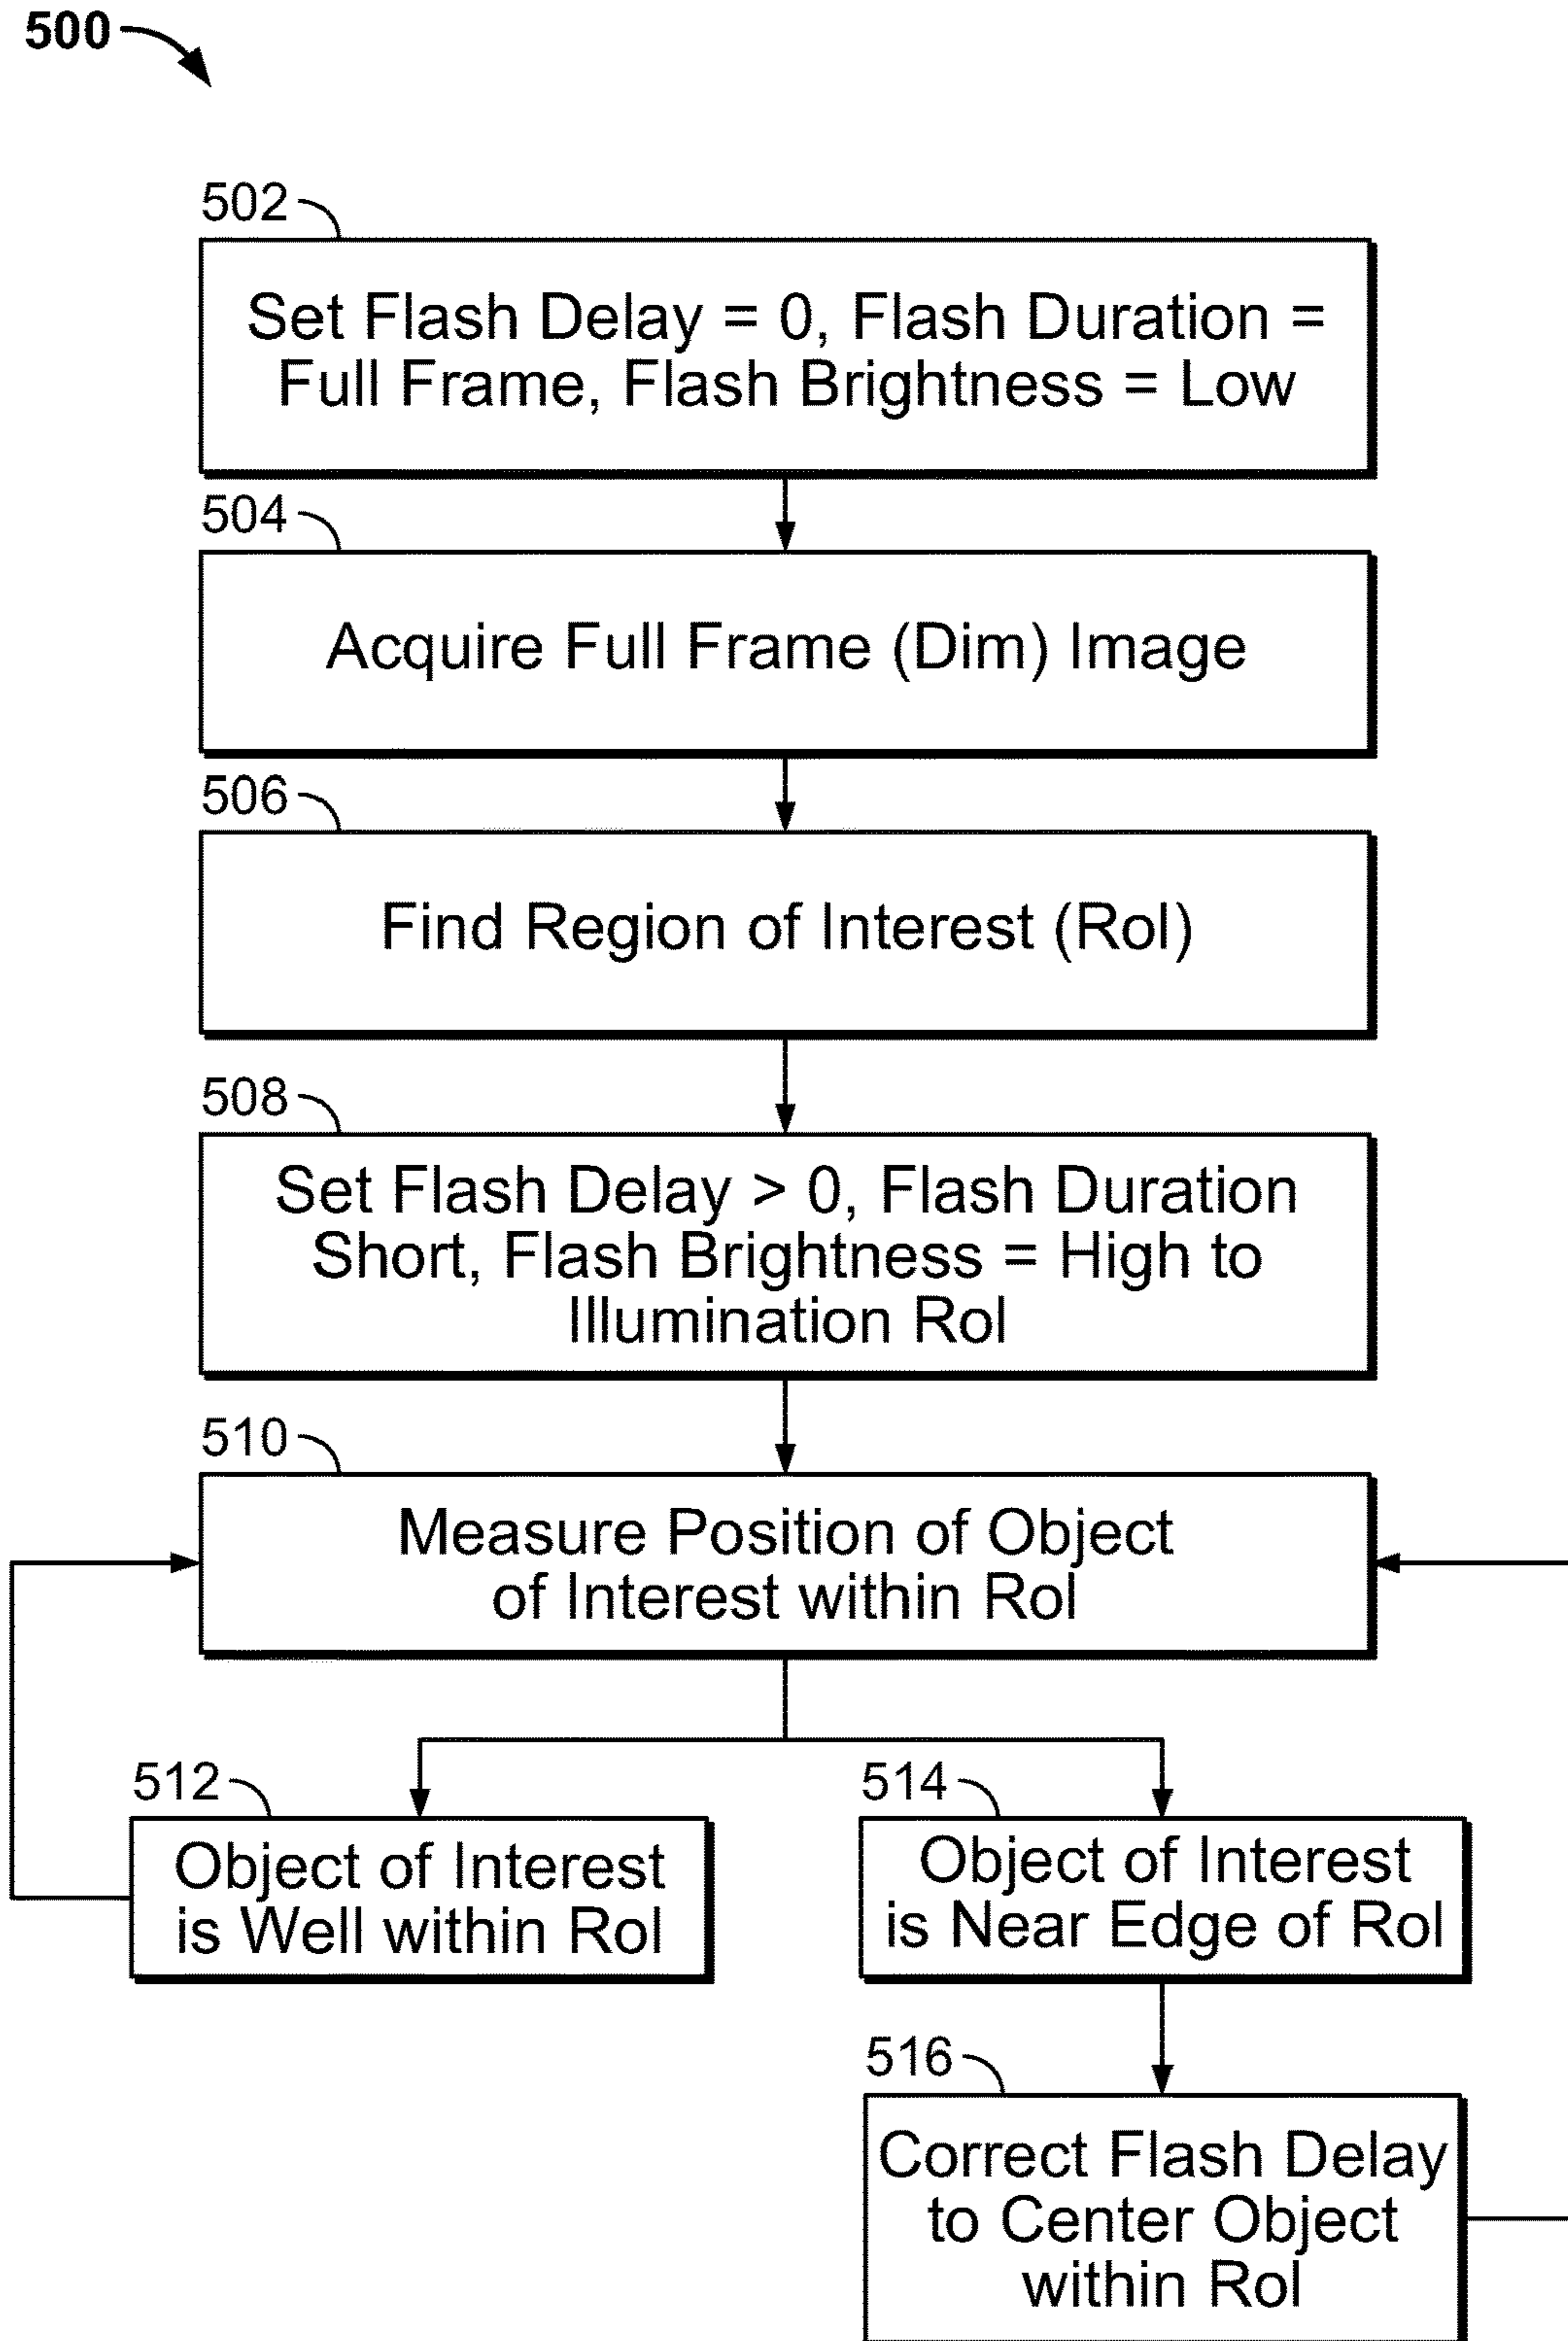 500
502
Set Flash Delay = 0, Flash Duration =
Full Frame, Flash Brightness = Low
504
Acquire Full Frame (Dim) Image
506
Find Region of Interest (RoI)
508
Set Flash Delay > 0, Flash Duration
Short, Flash Brightness = High to
Illumination RoI
510
Measure Position of Object
of Interest within RoI
512
Object of Interest
is Well within RoI
514
Object of Interest
is Near Edge of RoI
516
Correct Flash Delay
to Center Object
within RoI